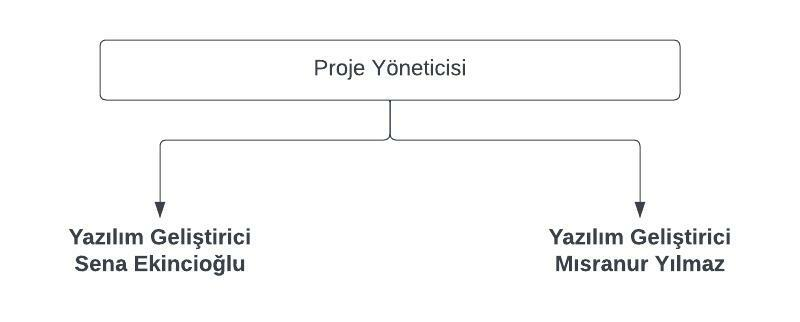 Proje Yöneticisi
Yazılım Geliştirici
Sena Ekincioğlu
Yazılım Geliştirici
Mısranur Yılmaz